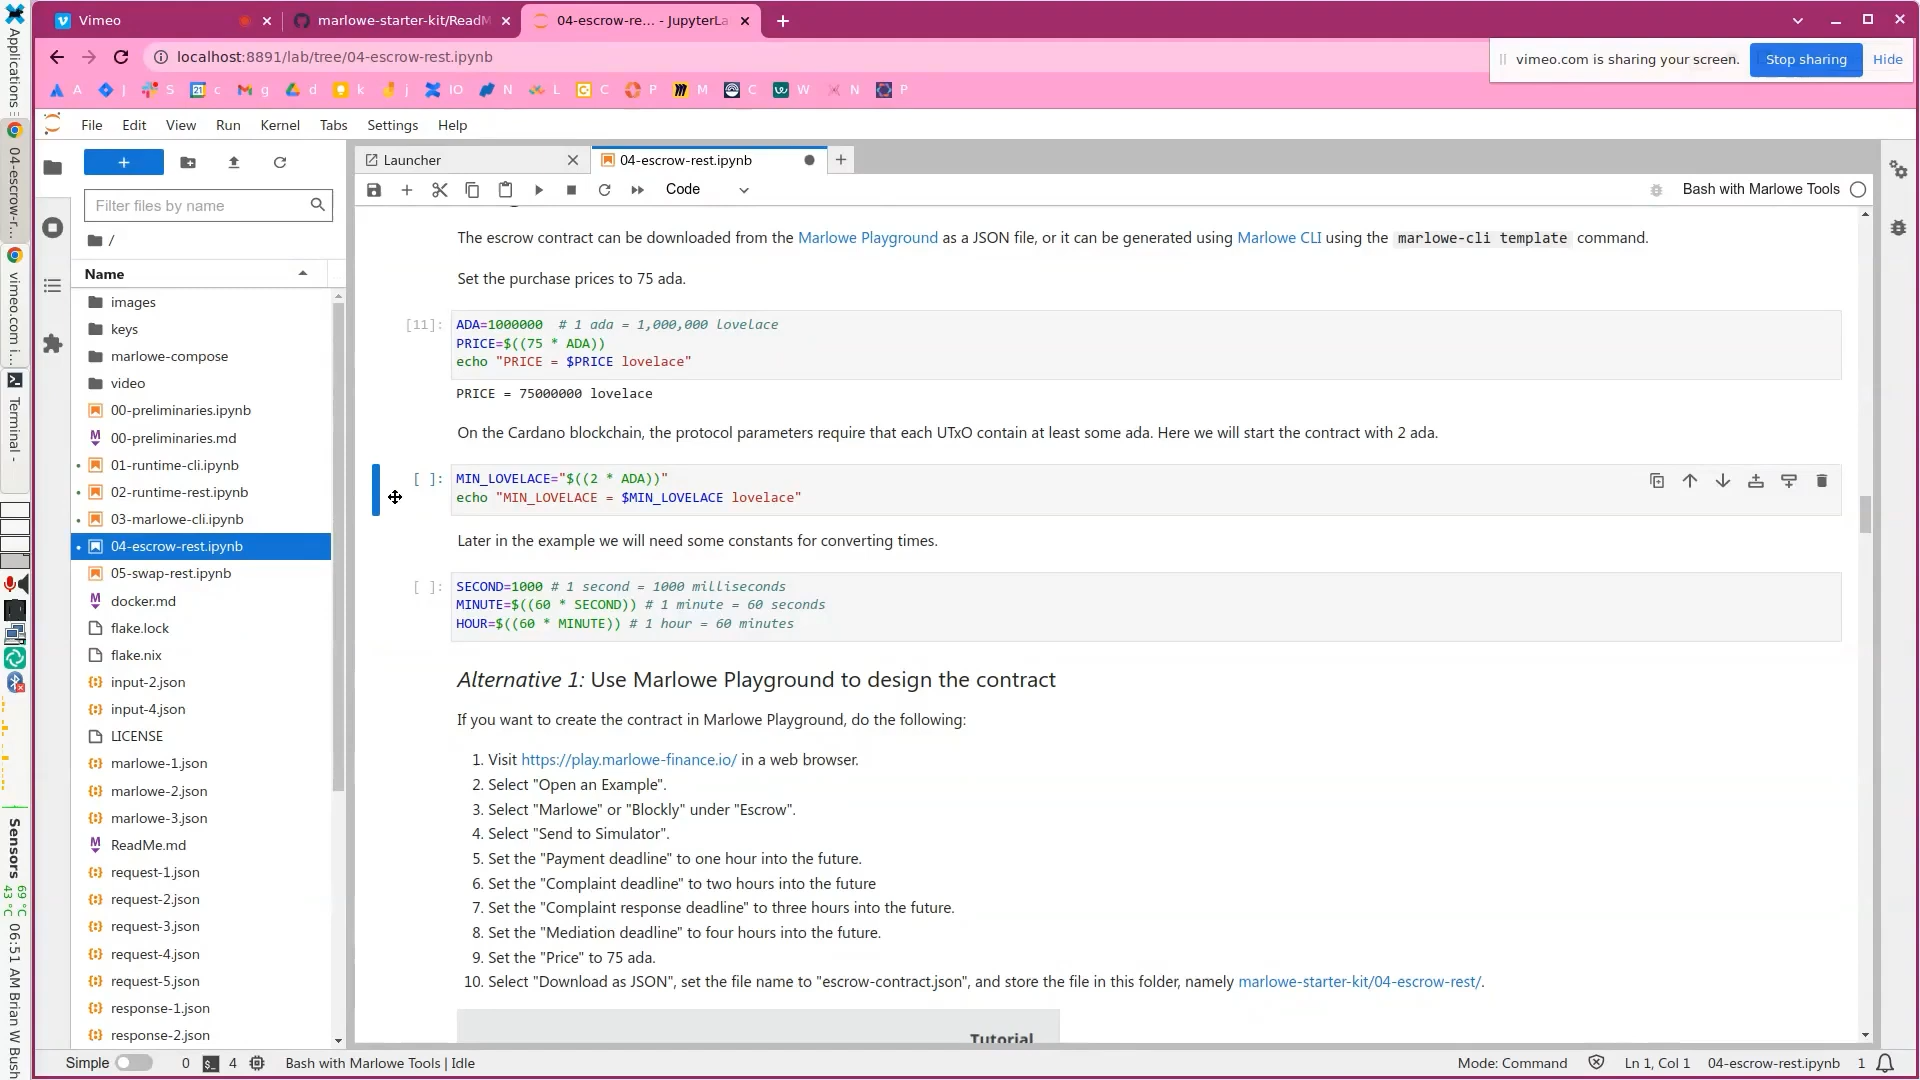 Vimeo
marlowe-starter-kit/ReadM
04-escrow-re... - JupyterLa
localhost:8891/lab/tree/04-escrow-rest.ipynb
vimeo.com is sharing your screen.
Stop sharing
Hide
A
J
S
c
g
d
k
j
IO
N
L
C
P
M
C
W
N
P
File
Edit
View
Run
Kernel
Tabs
Settings
Help
Filter files by name
/
Name
images
keys
marlowe-compose
video
00-preliminaries.ipynb
00-preliminaries.md
01-runtime-cli.ipynb
02-runtime-rest.ipynb
03-marlowe-cli.ipynb
04-escrow-rest.ipynb
05-swap-rest.ipynb
docker.md
flake.lock
flake.nix
input-2.json
input-4.json
LICENSE
marlowe-1.json
marlowe-2.json
marlowe-3.json
ReadMe.md
request-1.json
request-2.json
request-3.json
request-4.json
request-5.json
response-1.json
response-2.json
Launcher
04-escrow-rest.ipynb
Code
Bash with Marlowe Tools
The escrow contract can be downloaded from the Marlowe Playground as a JSON file, or it can be generated using Marlowe CLI using the marlowe-cli template command.
Set the purchase prices to 75 ada.
[11]:
ADA=1000000 # 1 ada = 1,000,000 lovelace
PRICE=$((75 * ADA))
echo "PRICE = $PRICE lovelace"
PRICE = 75000000 lovelace
On the Cardano blockchain, the protocol parameters require that each UTxO contain at least some ada. Here we will start the contract with 2 ada.
[ ]:
MIN_LOVELACE="$((2 * ADA))"
echo "MIN_LOVELACE = $MIN_LOVELACE lovelace"
Later in the example we will need some constants for converting times.
[ ]:
SECOND=1000 # 1 second = 1000 milliseconds
MINUTE=$((60 * SECOND)) # 1 minute = 60 seconds
HOUR=$((60 * MINUTE)) # 1 hour = 60 minutes
Alternative 1: Use Marlowe Playground to design the contract
If you want to create the contract in Marlowe Playground, do the following:
1. Visit https://play.marlowe-finance.io/ in a web browser.
2. Select "Open an Example".
3. Select "Marlowe" or "Blockly" under "Escrow".
4. Select "Send to Simulator".
5. Set the "Payment deadline" to one hour into the future.
6. Set the "Complaint deadline" to two hours into the future
7. Set the "Complaint response deadline" to three hours into the future.
8. Set the "Mediation deadline" to four hours into the future.
9. Set the "Price" to 75 ada.
10. Select "Download as JSON", set the file name to "escrow-contract.json", and store the file in this folder, namely marlowe-starter-kit/04-escrow-rest/.
Tutorial
Simple
0
4
Bash with Marlowe Tools | Idle
Mode: Command
Ln 1, Col 1
04-escrow-rest.ipynb
1
Applications
04-escrow-r...
vimeo.com i...
Terminal -
Sensors
69 °C
43 °C
06:51 AM
Brian W Bush